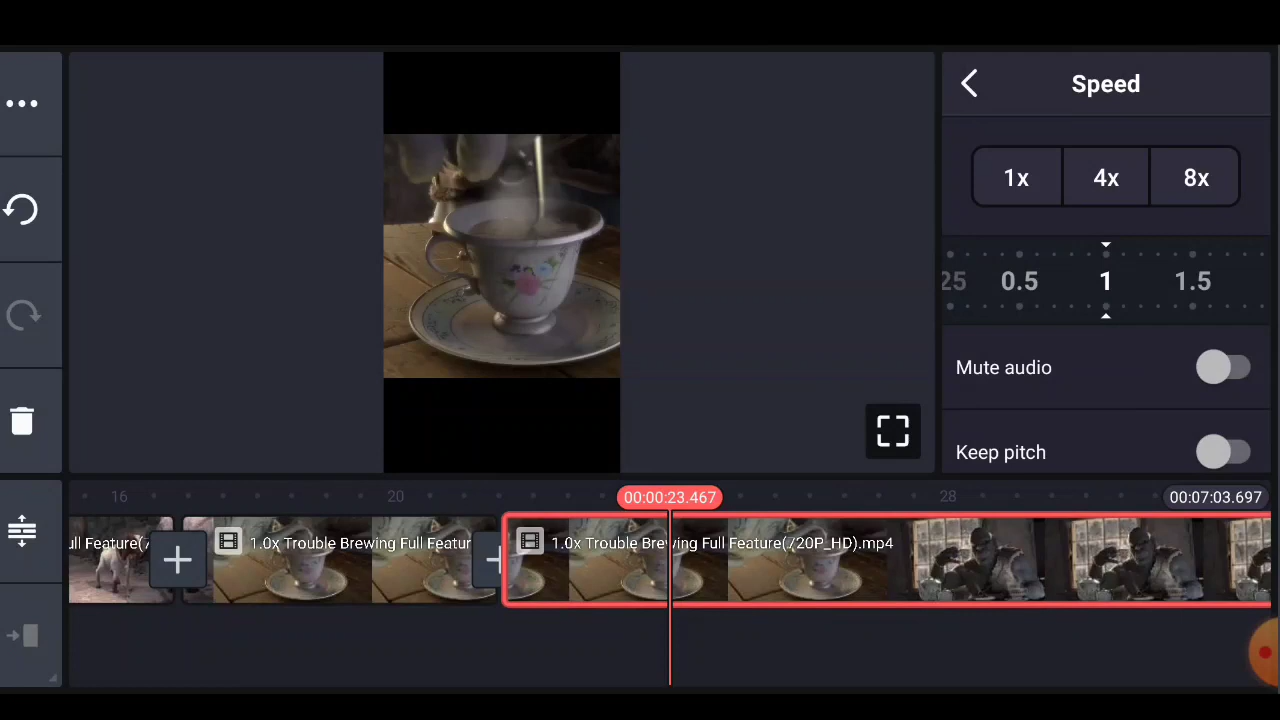 Speed
1x
4x
8x
25
0.5
1
1.5
Mute audio
Keep pitch
16
20
00:00:23.467
28
00:07:03.697
ull Feature(7
1.0x Trouble Brewing Full Featur
1.0x Trouble Brewing Full Feature(720P_HD).mp4